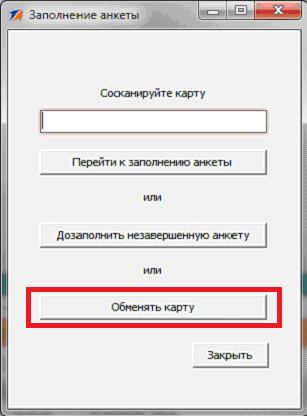 Заполнение анкеты
Сосканируйте карту
Перейти к заполнению анкеты
или
Дозаполнить незавершенную анкету
или
Обменять карту
Закрыть